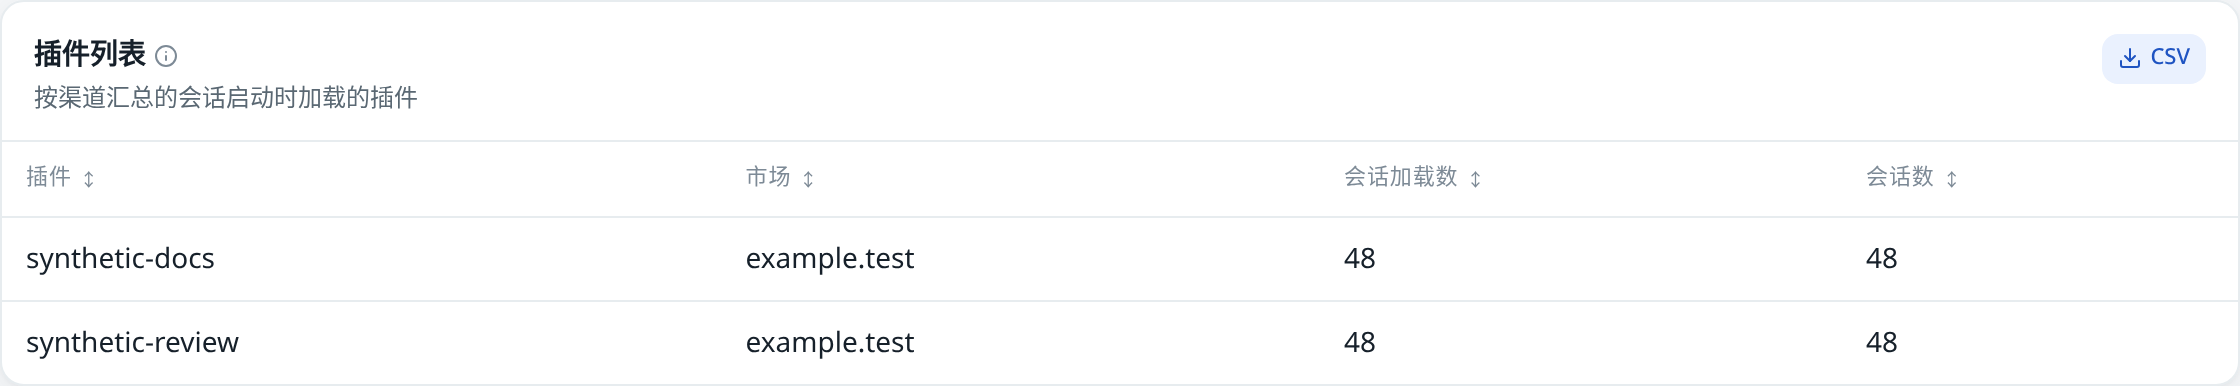 插件列表
CSV
按渠道汇总的会话启动时加载的插件
插件 市场 会话加载数 会话数
synthetic-docs example.test 48 48
synthetic-review example.test 48 48